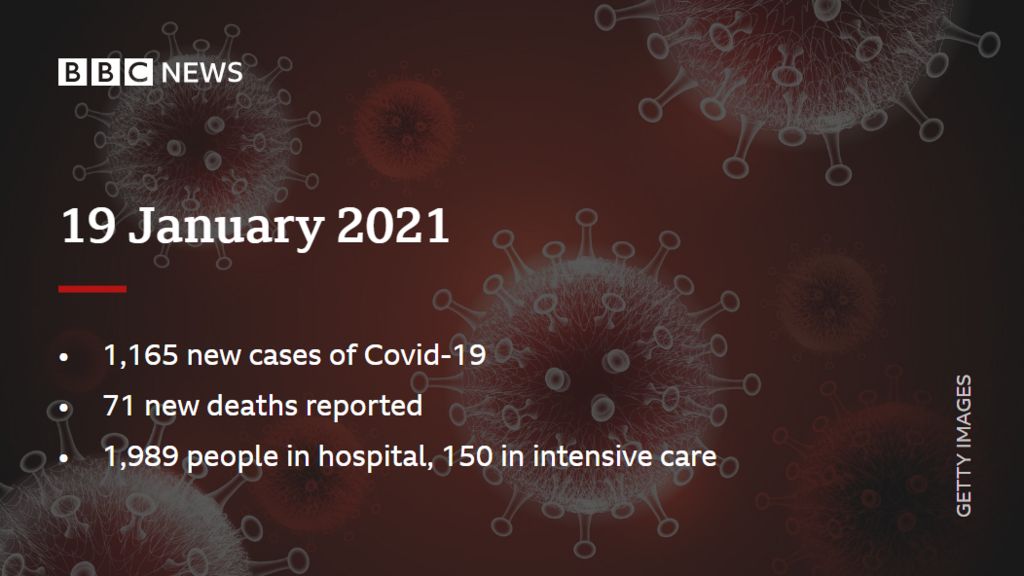 BBC NEWS
19 January 2021
• 1,165 new cases of Covid-19
• 71 new deaths reported
• 1,989 people in hospital, 150 in intensive care
GETTY IMAGES